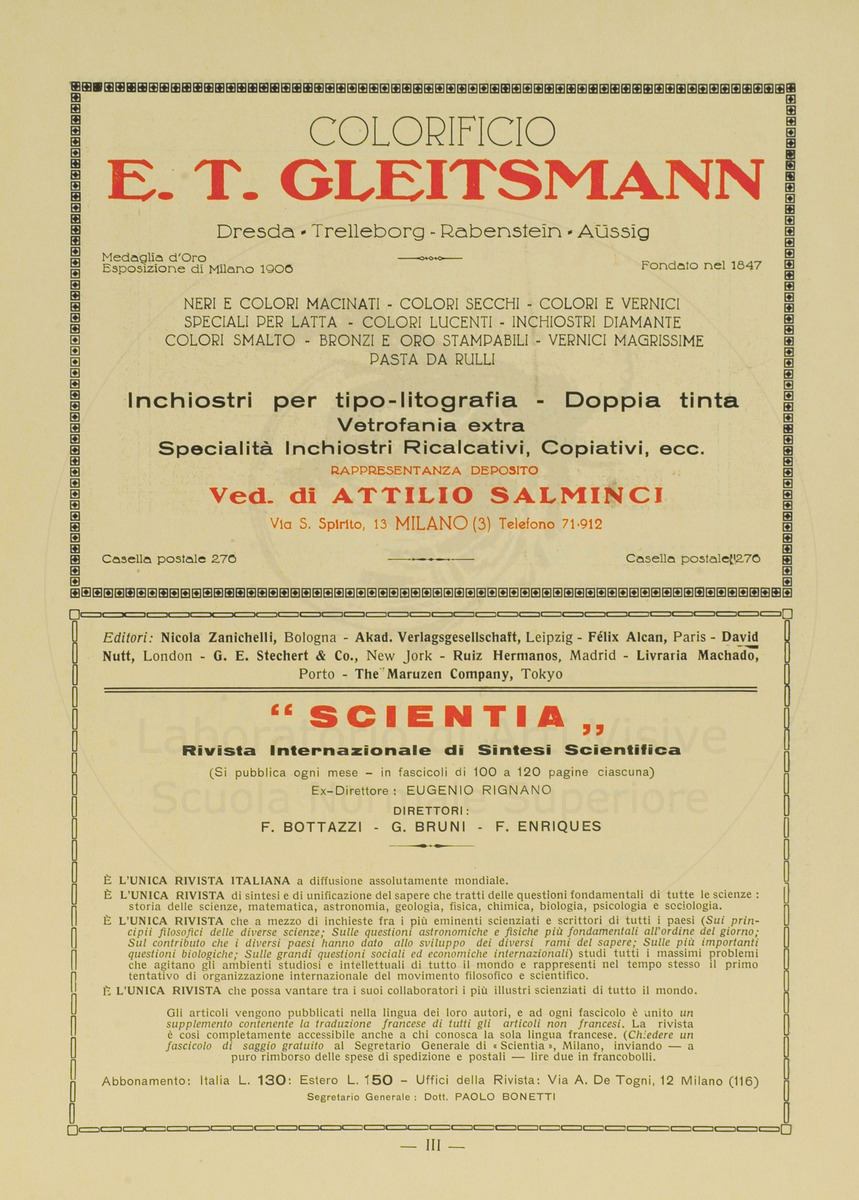 COLORIFICIO
E. T. GLEITSMANN
Dresda - Trelleborg - Rabenstein - Aüssig
Medaglia d'Oro
Esposizione di Milano 1906
Fondato nel 1847
NERI E COLORI MACINATI - COLORI SECCHI - COLORI E VERNICI
SPECIALI PER LATTA - COLORI LUCENTI - INCHIOSTRI DIAMANTE
COLORI SMALTO - BRONZI E ORO STAMPABILI - VERNICI MAGRISSIME
PASTA DA RULLI
Inchiostri per tipo-litografia - Doppia tinta
Vetrofania extra
Specialità Inchiostri Ricalcativi, Copiativi, ecc.
RAPPRESENTANZA DEPOSITO
Ved. di ATTILIO SALMINCI
Via S. Spirito, 13 MILANO (3) Telefono 71-912
Casella postale 276
Casella postale 276
Editori: Nicola Zanichelli, Bologna - Akad. Verlagsgesellschaft, Leipzig - Félix Alcan, Paris - David
Nutt, London - G. E. Stechert & Co., New Jork - Ruiz Hermanos, Madrid - Livraria Machado,
Porto - The Maruzen Company, Tokyo
“ SCIENTIA „
Rivista Internazionale di Sintesi Scientifica
(Si pubblica ogni mese - in fascicoli di 100 a 120 pagine ciascuna)
Ex-Direttore : EUGENIO RIGNANO
DIRETTORI :
F. BOTTAZZI - G. BRUNI - F. ENRIQUES
È L'UNICA RIVISTA ITALIANA a diffusione assolutamente mondiale.
È L'UNICA RIVISTA di sintesi e di unificazione del sapere che tratti delle questioni fondamentali di tutte le scienze :
storia delle scienze, matematica, astronomia, geologia, fisica, chimica, biologia, psicologia e sociologia.
È L'UNICA RIVISTA che a mezzo di inchieste fra i più eminenti scienziati e scrittori di tutti i paesi (Sui prin-
cipii filosofici delle diverse scienze; Sulle questioni astronomiche e fisiche più fondamentali all'ordine del giorno;
Sul contributo che i diversi paesi hanno dato allo sviluppo dei diversi rami del sapere; Sulle più importanti
questioni biologiche; Sulle grandi questioni sociali ed economiche internazionali) studi tutti i massimi problemi
che agitano gli ambienti studiosi e intellettuali di tutto il mondo e rappresenti nel tempo stesso il primo
tentativo di organizzazione internazionale del movimento filosofico e scientifico.
È L'UNICA RIVISTA che possa vantare tra i suoi collaboratori i più illustri scienziati di tutto il mondo.
Gli articoli vengono pubblicati nella lingua dei loro autori, e ad ogni fascicolo è unito un
supplemento contenente la traduzione francese di tutti gli articoli non francesi. La rivista
è così completamente accessibile anche a chi conosca la sola lingua francese. (Chiedere un
fascicolo di saggio gratuito al Segretario Generale di « Scientia », Milano, inviando — a
puro rimborso delle spese di spedizione e postali — lire due in francobolli.
Abbonamento: Italia L. 130: Estero L. 150 - Uffici della Rivista: Via A. De Togni, 12 Milano (116)
Segretario Generale : Dott. PAOLO BONETTI
— III —